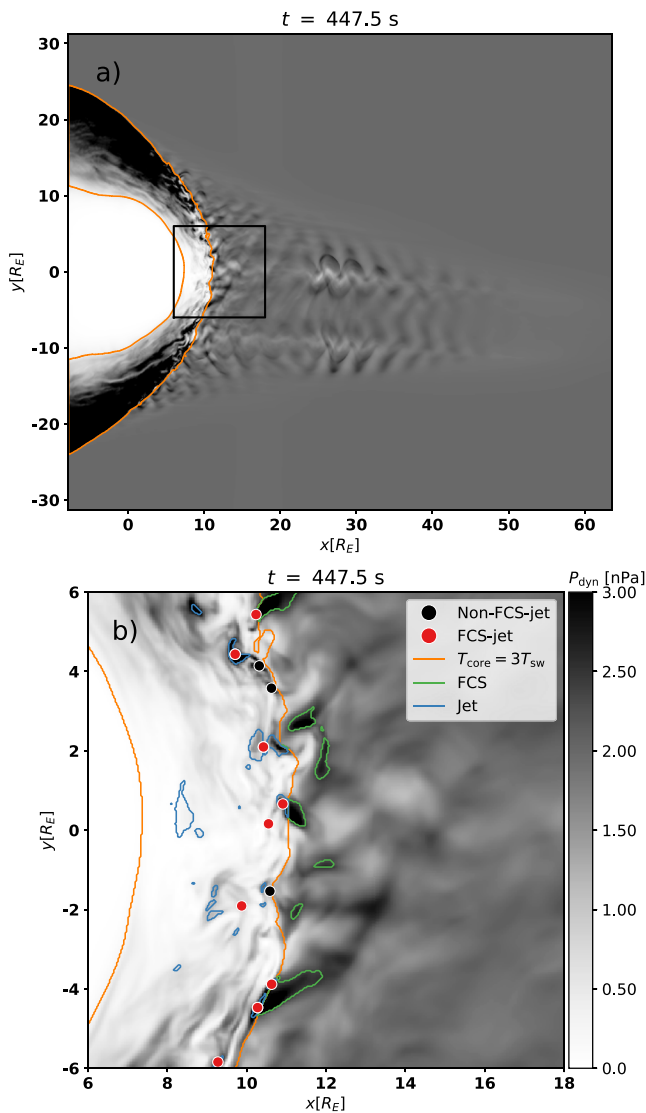 t = 447.5 s
a)
30
20
10
0
-10
-20
-30
y[R_E]
0
10
20
30
40
50
60
x[R_E]
t = 447.5 s
P_dyn [nPa]
b)
Non-FCS-jet
FCS-jet
T_core = 3T_sw
FCS
Jet
6
4
2
0
-2
-4
-6
y[R_E]
6
8
10
12
14
16
18
x[R_E]
3.00
2.50
2.00
1.50
1.00
0.50
0.0